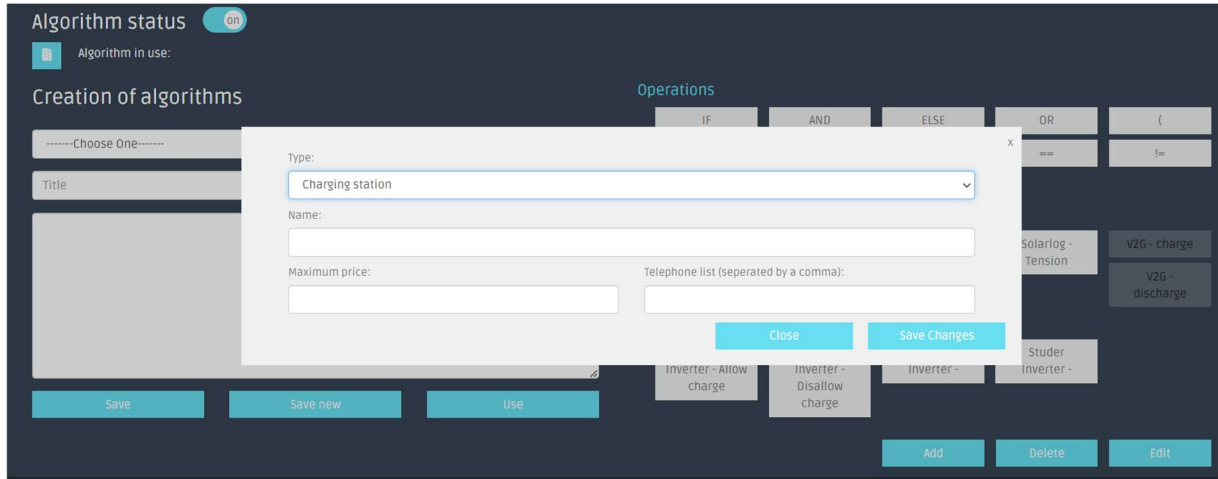 Algorithm status on
Algorithm in use:
Creation of algorithms
Operations
IF AND ELSE OR (
-------Choose One-------
x
== !=
Type:
Charging station
Title
Name:
Solarlog - Tension
V2G - charge
Maximum price:
Telephone list (seperated by a comma):
V2G - discharge
Close Save Changes
Inverter - Allow charge
Inverter - Disallow charge
Inverter -
Studer Inverter -
Save Save new Use
Add Delete Edit